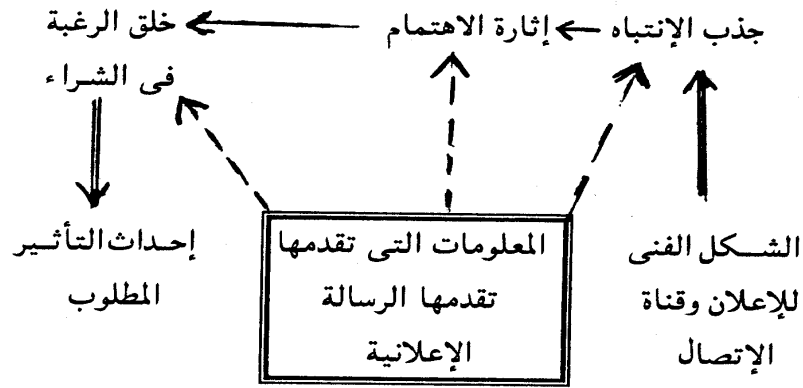 جذب الإنتباه
إثارة الاهتمام
خلق الرغبة
فى الشراء
الشكل الفنى
للإعلان وقناة
الإتصال
المعلومات التى تقدمها
تقدمها الرسالة
الإعلانية
إحداث التأثير
المطلوب